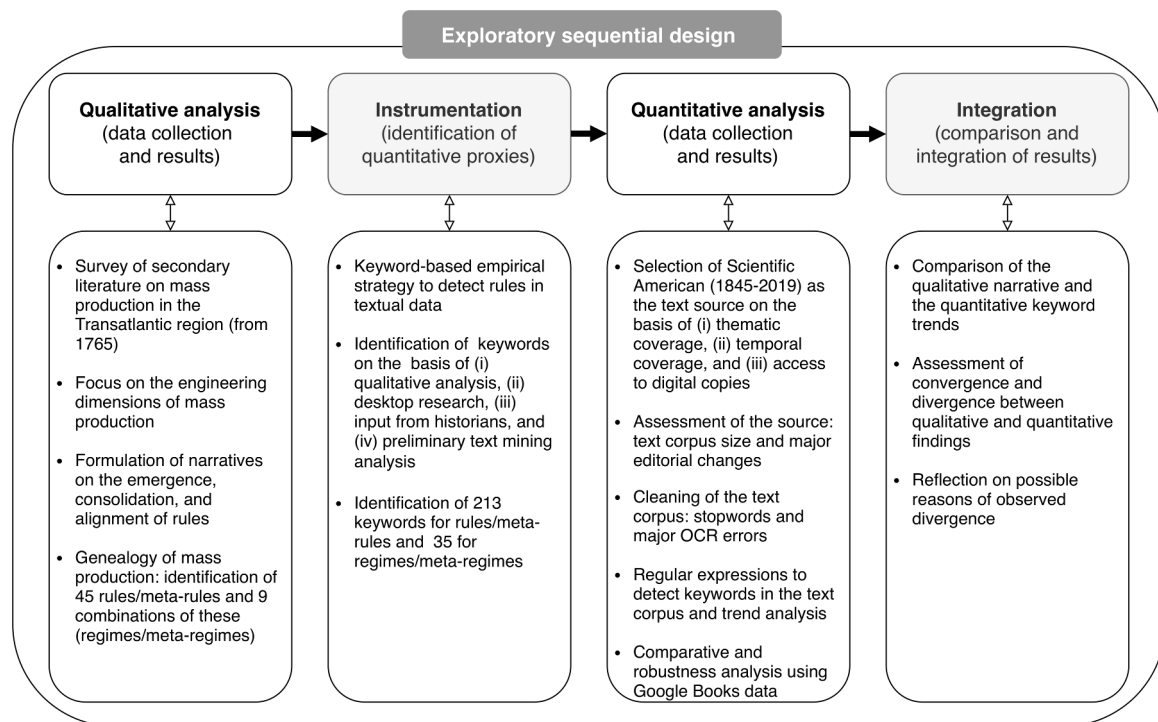 Exploratory sequential design
Qualitative analysis
(data collection
and results)
Instrumentation
(identification of
quantitative proxies)
Quantitative analysis
(data collection
and results)
Integration
(comparison and
integration of results)
• Survey of secondary
literature on mass
production in the
Transatlantic region (from
1765)
• Focus on the engineering
dimensions of mass
production
• Formulation of narratives
on the emergence,
consolidation, and
alignment of rules
• Genealogy of mass
production: identification of
45 rules/meta-rules and 9
combinations of these
(regimes/meta-regimes)
• Keyword-based empirical
strategy to detect rules in
textual data
• Identification of keywords
on the basis of (i)
qualitative analysis, (ii)
desktop research, (iii)
input from historians, and
(iv) preliminary text mining
analysis
• Identification of 213
keywords for rules/meta-
rules and 35 for
regimes/meta-regimes
• Selection of Scientific
American (1845-2019) as
the text source on the
basis of (i) thematic
coverage, (ii) temporal
coverage, and (iii) access
to digital copies
• Assessment of the source:
text corpus size and major
editorial changes
• Cleaning of the text
corpus: stopwords and
major OCR errors
• Regular expressions to
detect keywords in the text
corpus and trend analysis
• Comparative and
robustness analysis using
Google Books data
• Comparison of the
qualitative narrative and
the quantitative keyword
trends
• Assessment of
convergence and
divergence between
qualitative and quantitative
findings
• Reflection on possible
reasons of observed
divergence